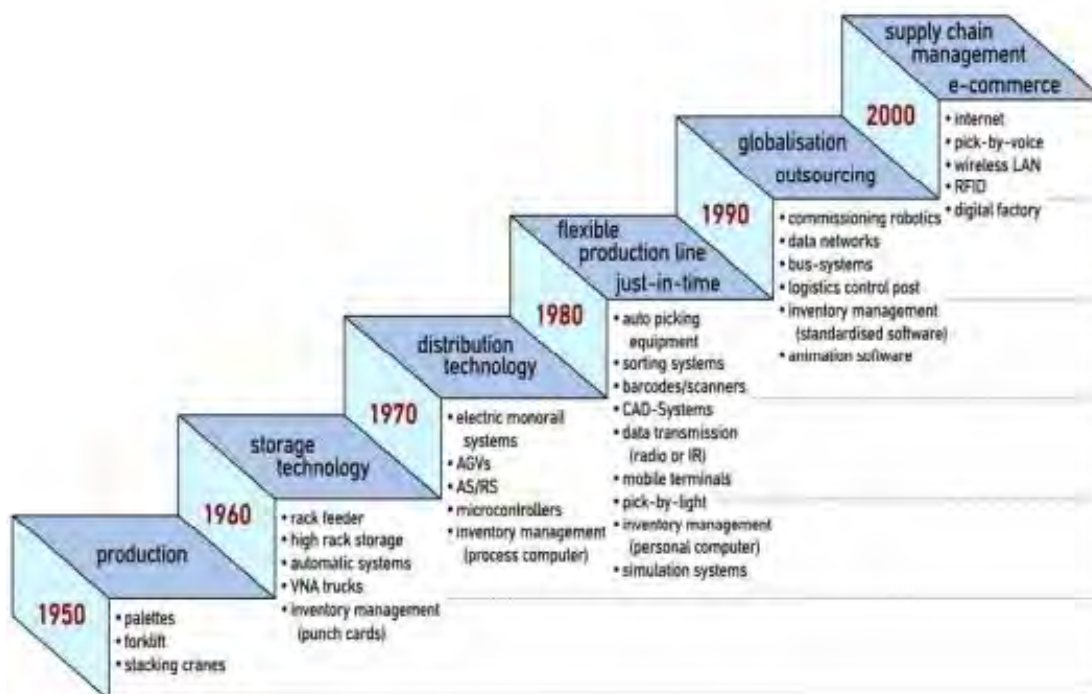 1950
production
• palettes
• forklift
• stacking cranes
1960
storage
technology
• rack feeder
• high rack storage
• automatic systems
• VNA trucks
• inventory management
(punch cards)
1970
distribution
technology
• electric monorail
systems
• AGVs
• AS/RS
• microcontrollers
• inventory management
(process computer)
1980
flexible
production line
just-in-time
• auto picking
equipment
• sorting systems
• barcodes/scanners
• CAD-Systems
• data transmission
(radio or IR)
• mobile terminals
• pick-by-light
• inventory management
(personal computer)
• simulation systems
1990
globalisation
outsourcing
• commissioning robotics
• data networks
• bus-systems
• logistics control post
• inventory management
(standardised software)
• animation software
2000
supply chain
management
e-commerce
• internet
• pick-by-voice
• wireless LAN
• RFID
• digital factory